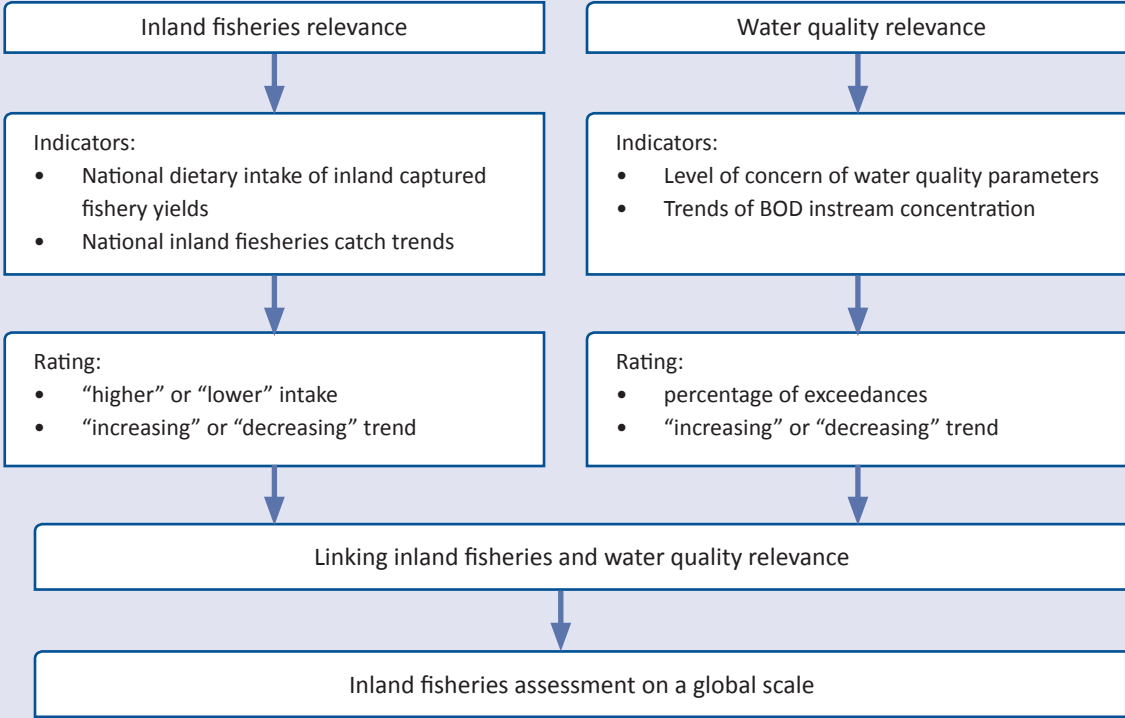 Inland fisheries relevance
Water quality relevance
Indicators:
• National dietary intake of inland captured
fishery yields
• National inland fiesheries catch trends
Indicators:
• Level of concern of water quality parameters
• Trends of BOD instream concentration
Rating:
• “higher” or “lower” intake
• “increasing” or “decreasing” trend
Rating:
• percentage of exceedances
• “increasing” or “decreasing” trend
Linking inland fisheries and water quality relevance
Inland fisheries assessment on a global scale